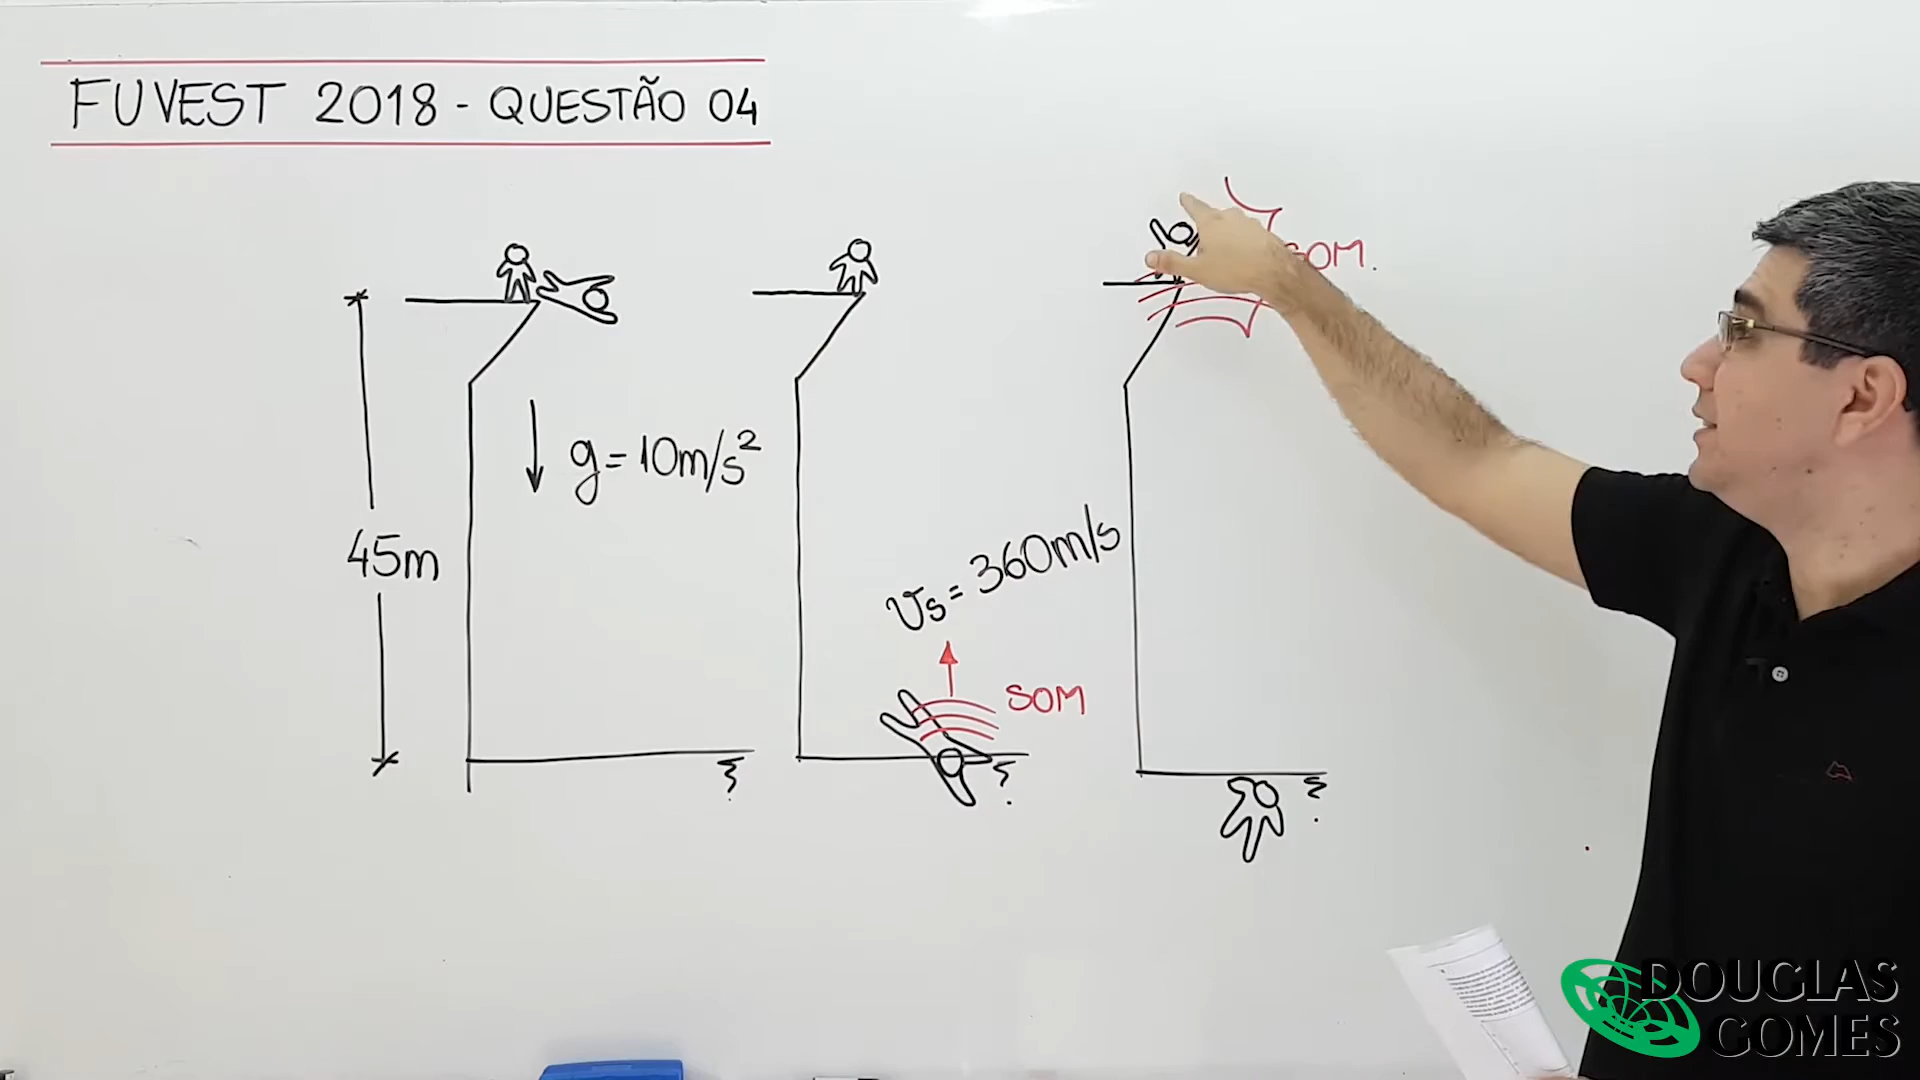 FUVEST 2018 - QUESTÃO 04
SOM.
g = 10m/s²
45m
Vs = 360m/s
SOM
DOUGLAS
GOMES